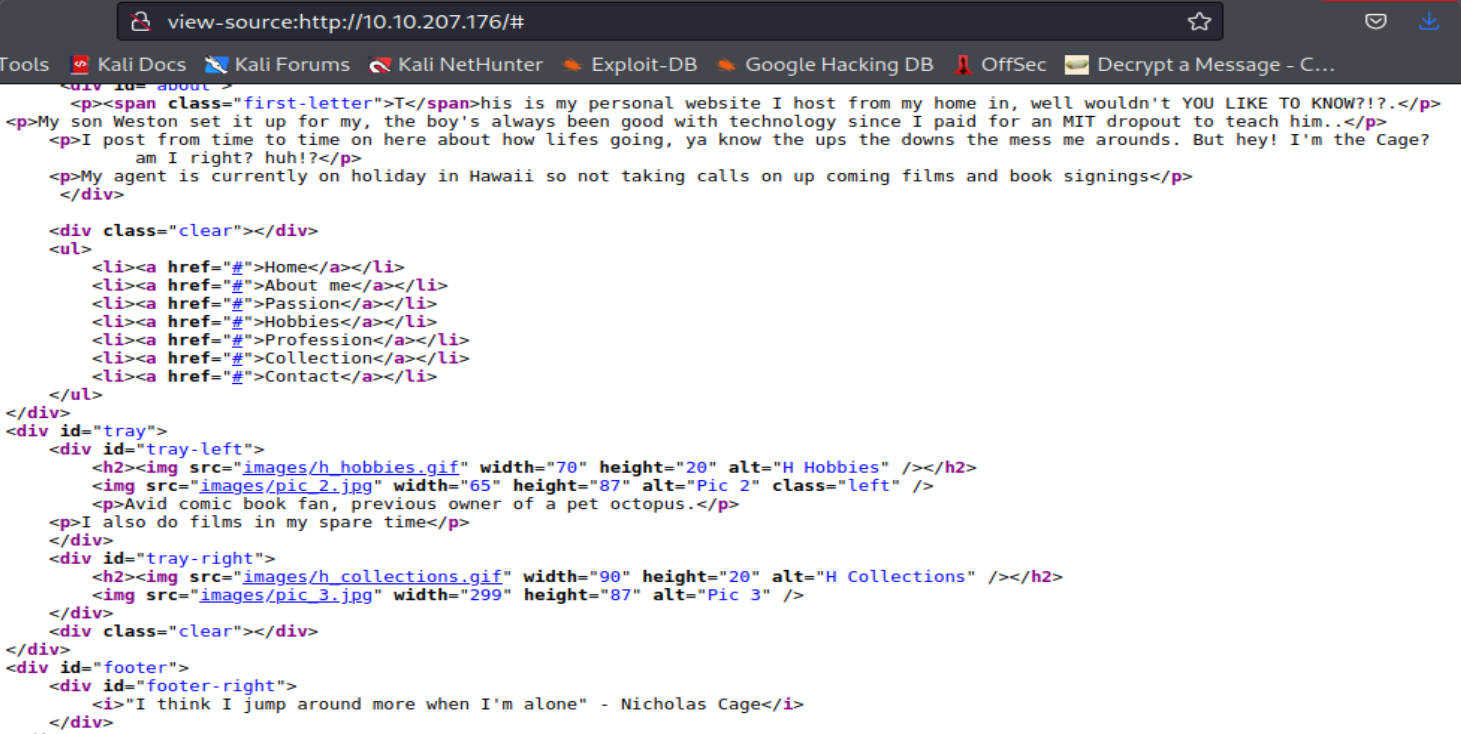 view-source:http://10.10.207.176/#
Tools Kali Docs Kali Forums Kali NetHunter Exploit-DB Google Hacking DB OffSec Decrypt a Message - C...
<div id="about">
<p><span class="first-letter">T</span>his is my personal website I host from my home in, well wouldn't YOU LIKE TO KNOW?!?.</p>
<p>My son Weston set it up for my, the boy's always been good with technology since I paid for an MIT dropout to teach him..</p>
<p>I post from time to time on here about how lifes going, ya know the ups the downs the mess me arounds. But hey! I'm the Cage?
am I right? huh!?</p>
<p>My agent is currently on holiday in Hawaii so not taking calls on up coming films and book signings</p>
</div>
<div class="clear"></div>
<ul>
<li><a href="#">Home</a></li>
<li><a href="#">About me</a></li>
<li><a href="#">Passion</a></li>
<li><a href="#">Hobbies</a></li>
<li><a href="#">Profession</a></li>
<li><a href="#">Collection</a></li>
<li><a href="#">Contact</a></li>
</ul>
</div>
<div id="tray">
<div id="tray-left">
<h2><img src="images/h_hobbies.gif" width="70" height="20" alt="H Hobbies" /></h2>
<img src="images/pic_2.jpg" width="65" height="87" alt="Pic 2" class="left" />
<p>Avid comic book fan, previous owner of a pet octopus.</p>
<p>I also do films in my spare time</p>
</div>
<div id="tray-right">
<h2><img src="images/h_collections.gif" width="90" height="20" alt="H Collections" /></h2>
<img src="images/pic_3.jpg" width="299" height="87" alt="Pic 3" />
</div>
<div class="clear"></div>
</div>
<div id="footer">
<div id="footer-right">
<i>"I think I jump around more when I'm alone" - Nicholas Cage</i>
</div>